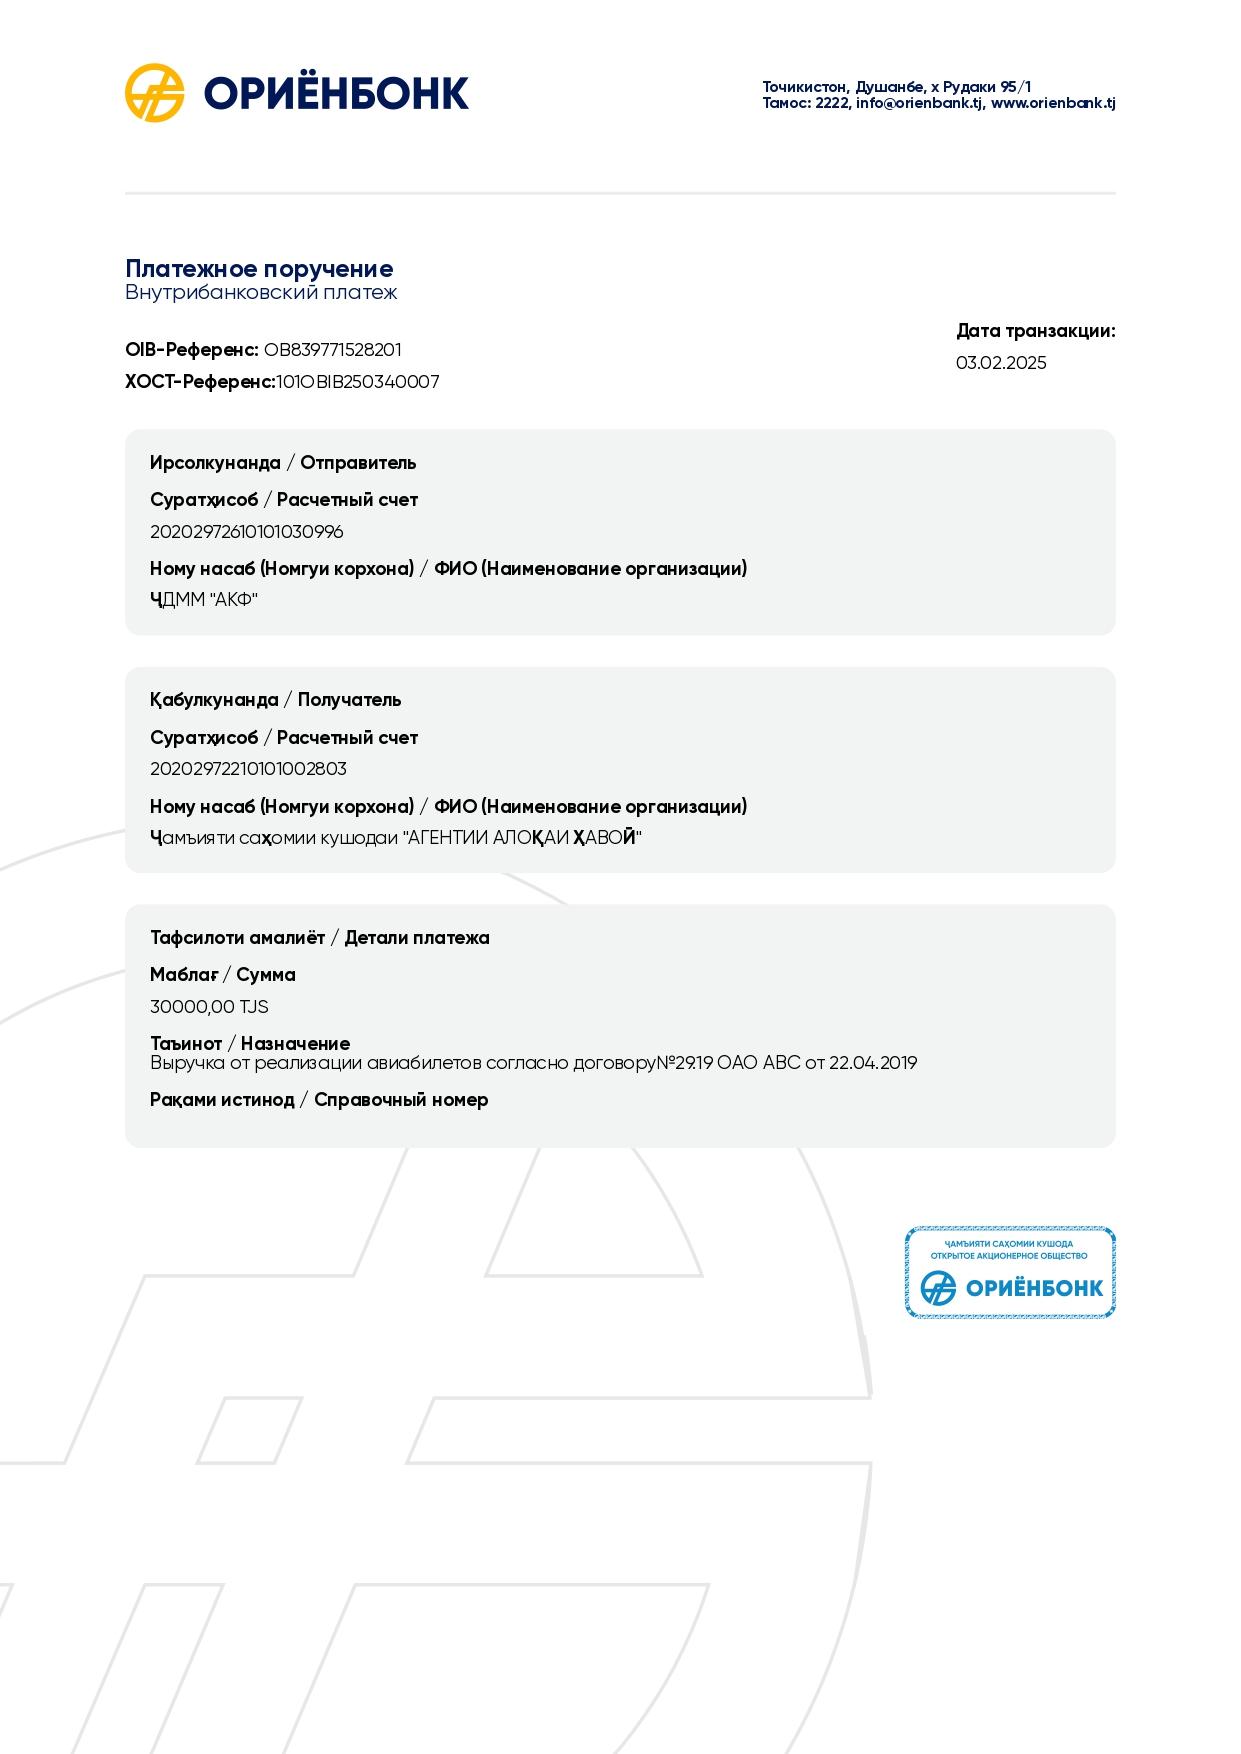 ОРИЁНБОНК
Точикистон, Душанбе, х Рудаки 95/1
Тамос: 2222, info@orienbank.tj, www.orienbank.tj
Платежное поручение
Внутрибанковский платеж
Дата транзакции:
03.02.2025
OIB-Референс: OB839771528201
ХОСТ-Референс:101OBIB250340007
Ирсолкунанда / Отправитель
Суратҳисоб / Расчетный счет
20202972610101030996
Ному насаб (Номгуи корхона) / ФИО (Наименование организации)
ҶДММ "АКФ"
Қабулкунанда / Получатель
Суратҳисоб / Расчетный счет
20202972210101002803
Ному насаб (Номгуи корхона) / ФИО (Наименование организации)
Ҷамъияти саҳомии кушодаи "АГЕНТИИ АЛОҚАИ ҲАВОӢ"
Тафсилоти амалиёт / Детали платежа
Маблағ / Сумма
30000,00 TJS
Таъинот / Назначение
Выручка от реализации авиабилетов согласно договору№29.19 ОАО АВС от 22.04.2019
Рақами истинод / Справочный номер
ҶАМЪИЯТИ САҲОМИИ КУШОДА
ОТКРЫТОЕ АКЦИОНЕРНОЕ ОБЩЕСТВО
ОРИЁНБОНК